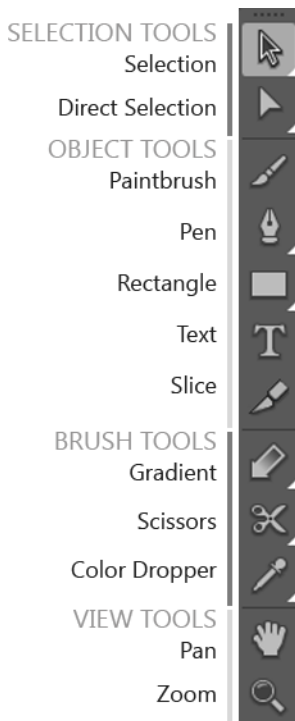 SELECTION TOOLS
Selection
Direct Selection
OBJECT TOOLS
Paintbrush
Pen
Rectangle
Text
Slice
BRUSH TOOLS
Gradient
Scissors
Color Dropper
VIEW TOOLS
Pan
Zoom